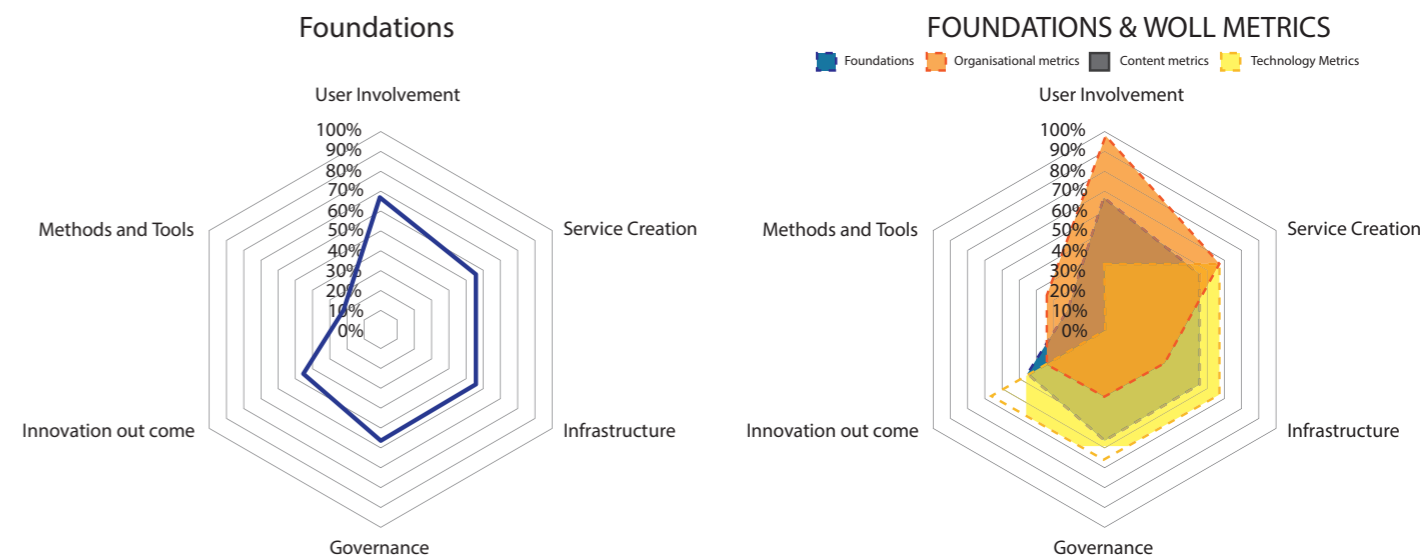 Foundations
User Involvement
100%
90%
80%
70%
60%
50%
40%
30%
20%
10%
0%
Methods and Tools
Service Creation
Innovation out come
Infrastructure
Governance
FOUNDATIONS & WOLL METRICS
Foundations Organisational metrics Content metrics Technology Metrics
User Involvement
100%
90%
80%
70%
60%
50%
40%
30%
20%
10%
0%
Methods and Tools
Service Creation
Innovation out come
Infrastructure
Governance